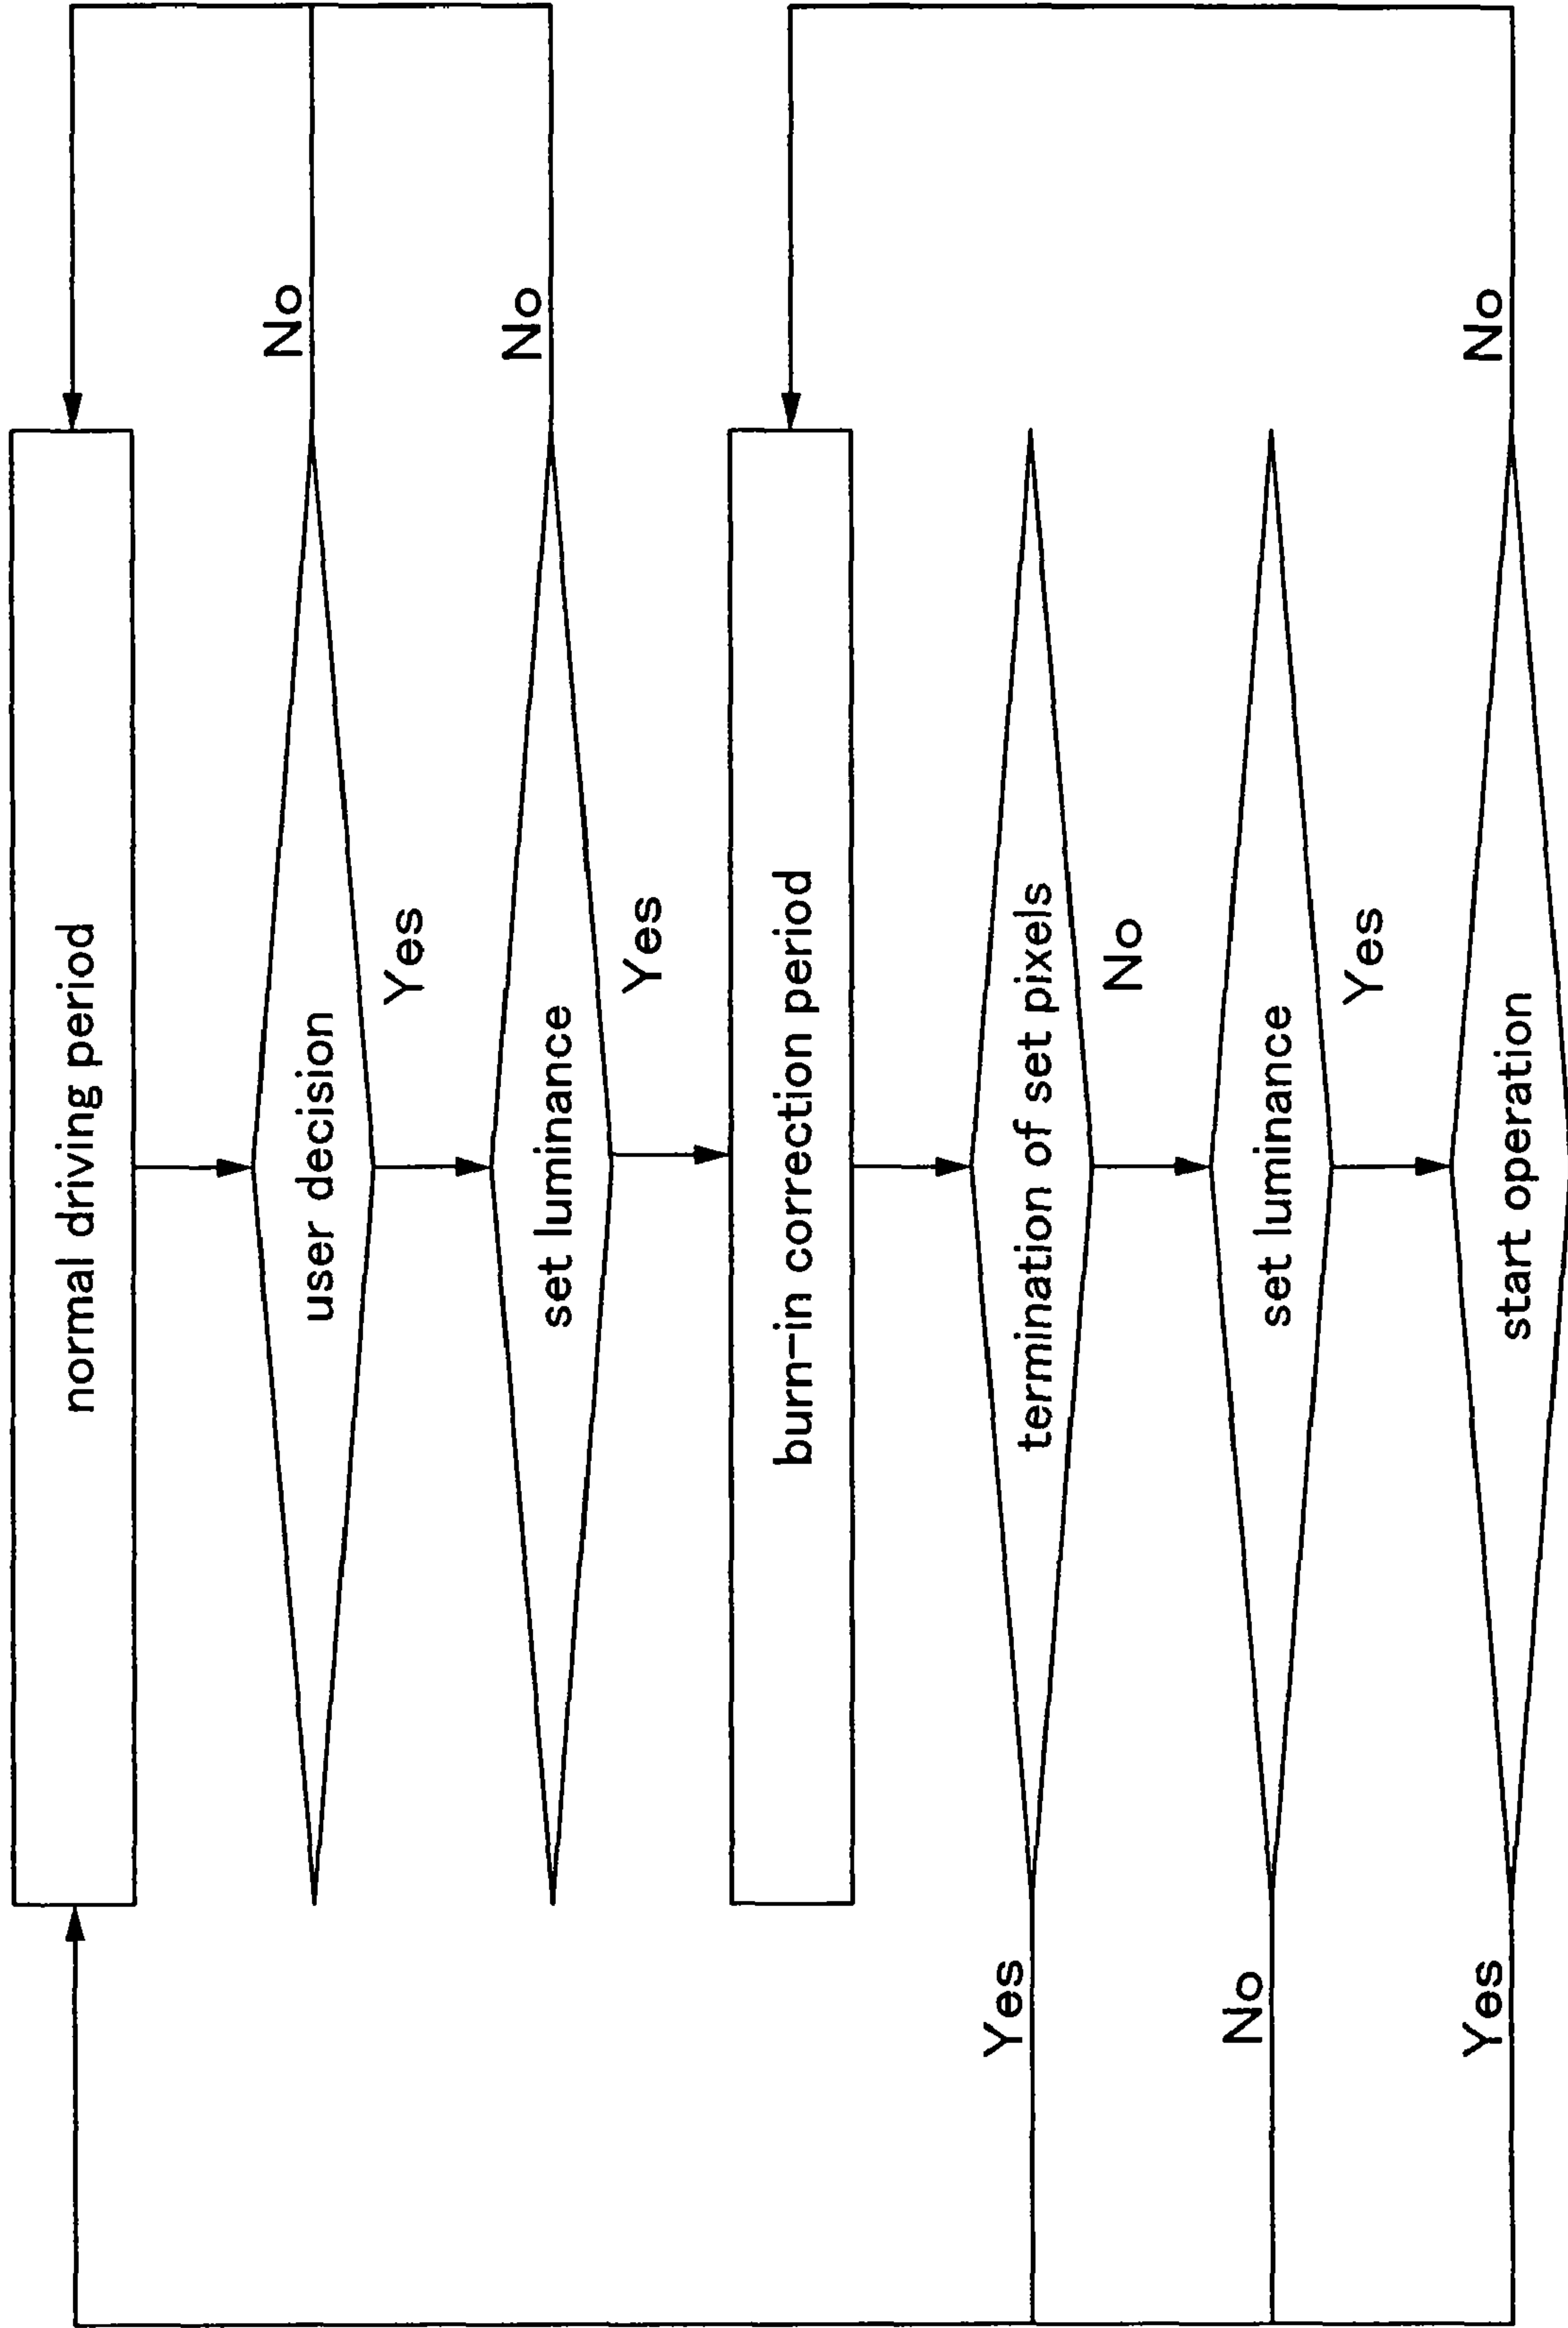 normal driving period
user decision
No
Yes
set luminance
No
Yes
burn-in correction period
Yes
termination of set pixels
No
No
set luminance
Yes
Yes
start operation
No